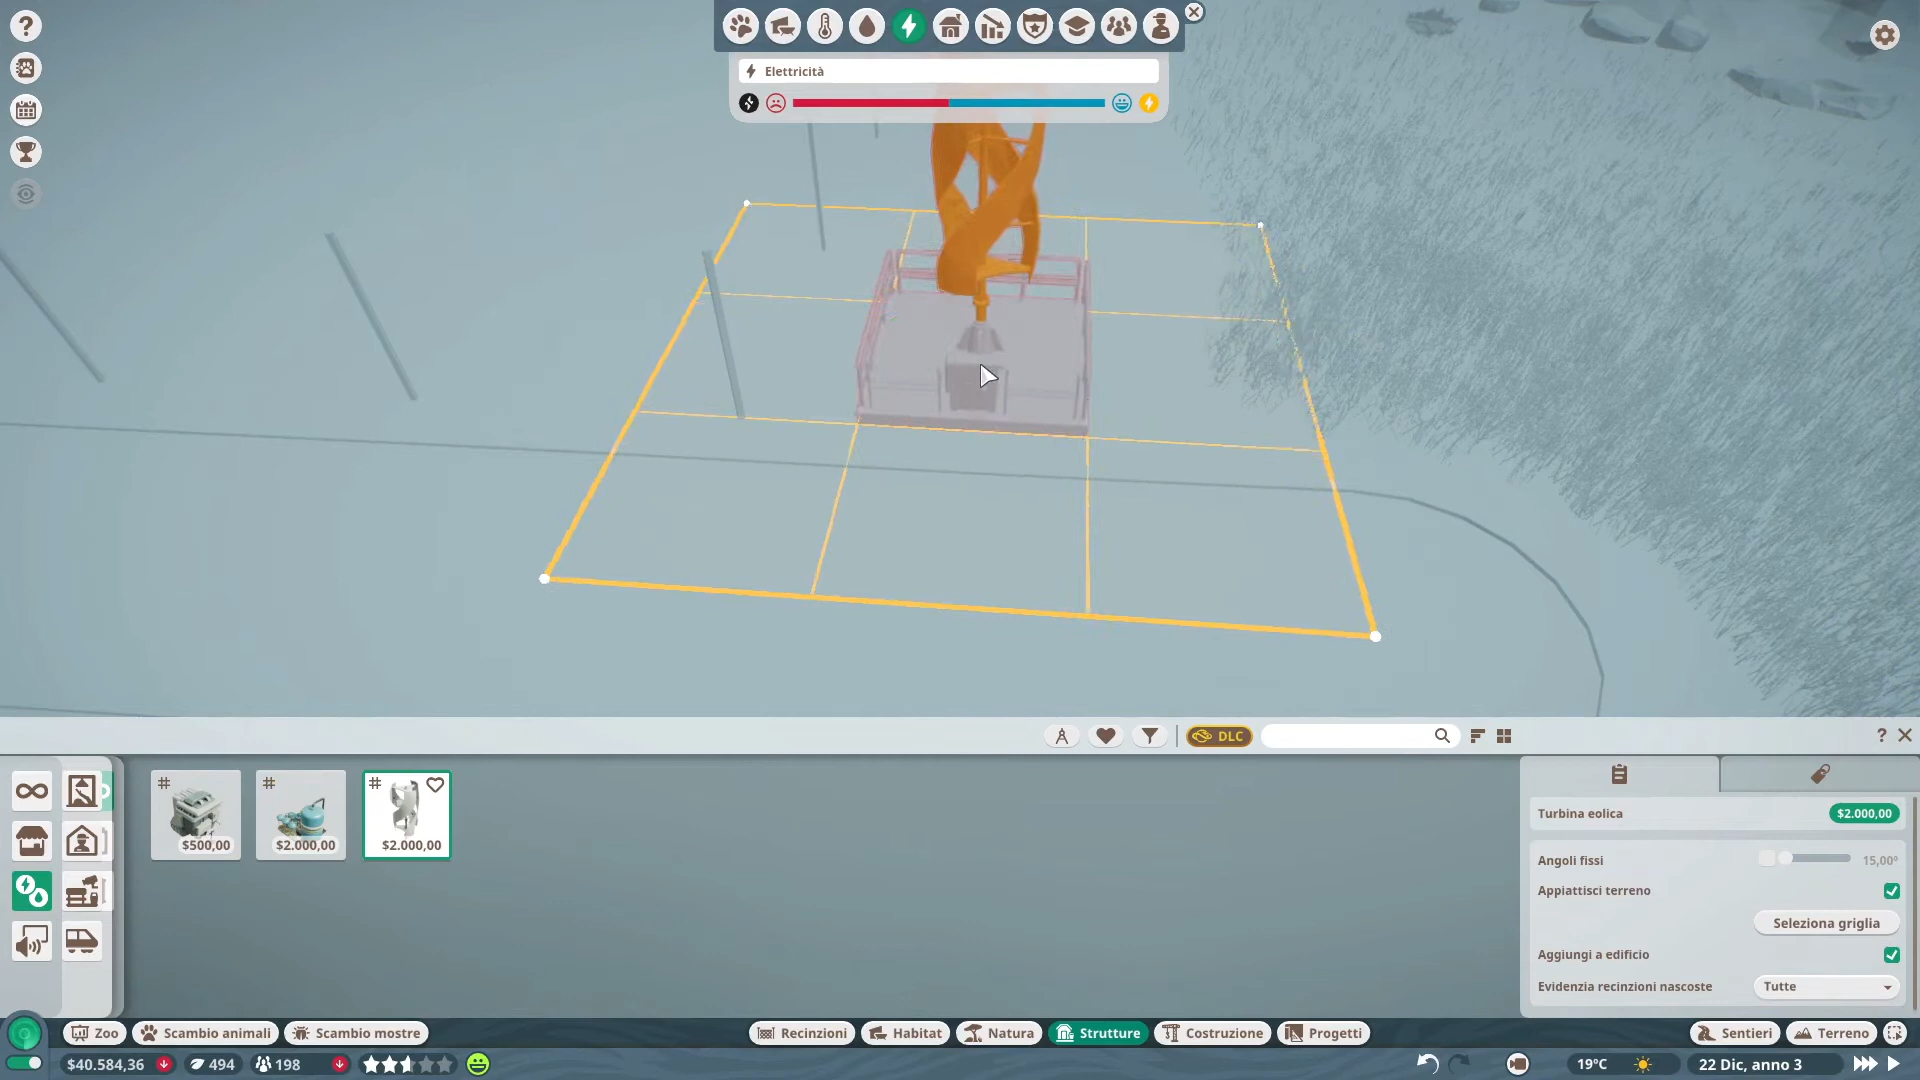 ?
Elettricità
DLC
? 
$500,00
$2.000,00
$2.000,00
Turbina eolica
$2.000,00
Angoli fissi
15,00°
Appiattisci terreno
Seleziona griglia
Aggiungi a edificio
Evidenzia recinzioni nascoste
Tutte
Zoo
Scambio animali
Scambio mostre
Recinzioni
Habitat
Natura
Strutture
Costruzione
Progetti
Sentieri
Terreno
$40.584,36
494
198
19°C
22 Dic, anno 3